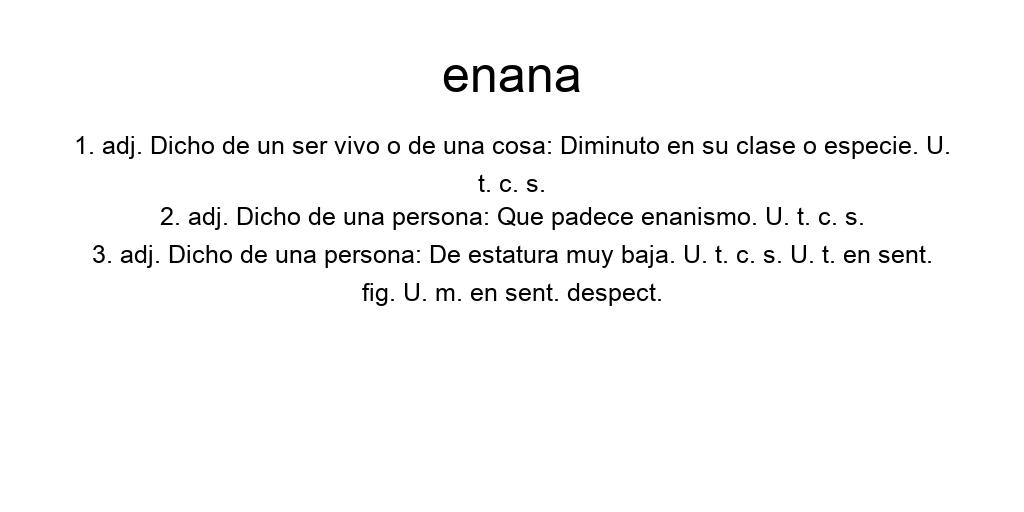 enana
1. adj. Dicho de un ser vivo o de una cosa: Diminuto en su clase o especie. U.
t. c. s.
2. adj. Dicho de una persona: Que padece enanismo. U. t. c. s.
3. adj. Dicho de una persona: De estatura muy baja. U. t. c. s. U. t. en sent.
fig. U. m. en sent. despect.